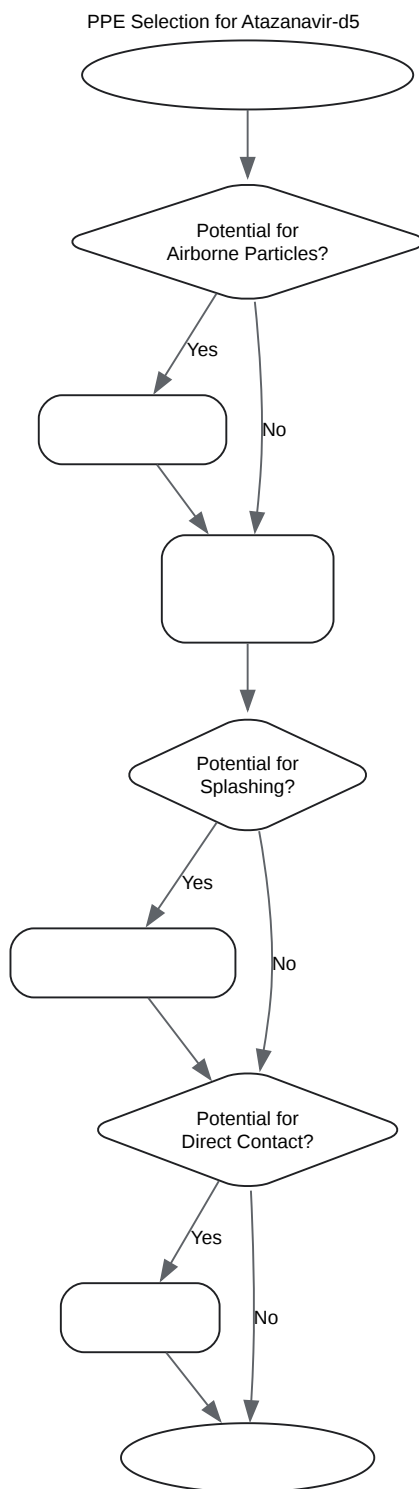 PPE Selection for Atazanavir-d5
Potential for
Airborne Particles?
Yes
No
Potential for
Splashing?
Yes
No
Potential for
Direct Contact?
Yes
No